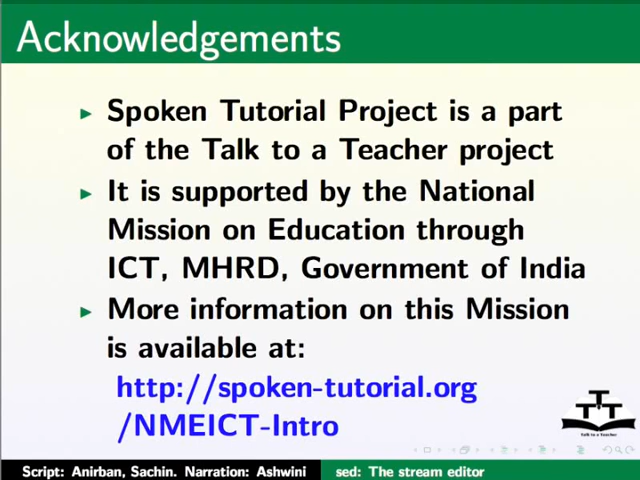 Acknowledgements
Spoken Tutorial Project is a part
of the Talk to a Teacher project
It is supported by the National
Mission on Education through
ICT, MHRD, Government of India
More information on this Mission
is available at:
http://spoken-tutorial.org
/NMEICT-Intro
TTT
Talk to a Teacher
Script: Anirban, Sachin. Narration: Ashwini
sed: The stream editor